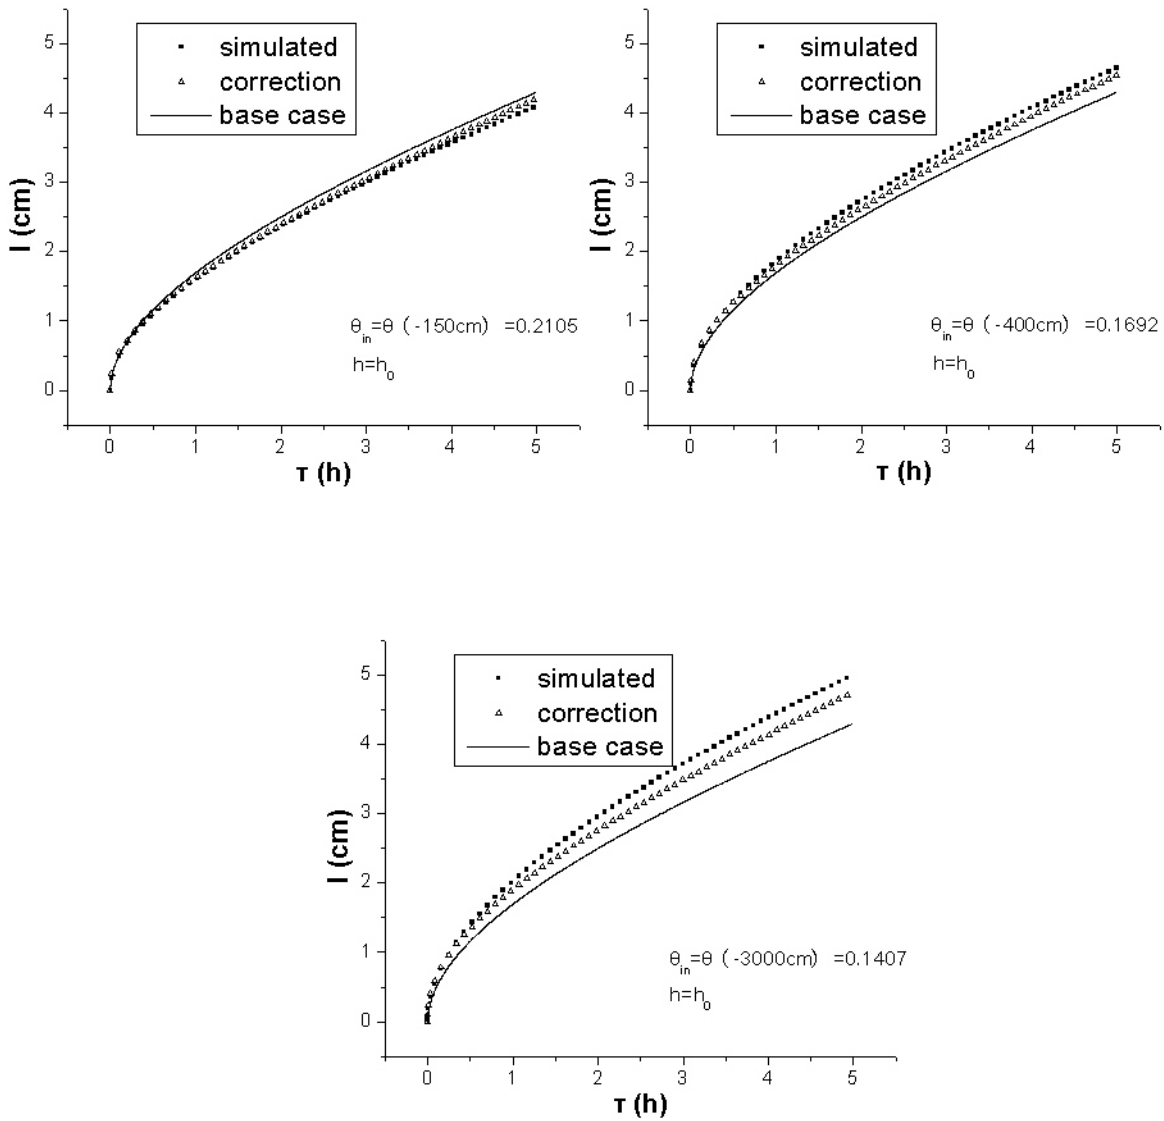 simulated
correction
base case
5
4
3
2
1
0
I (cm)
θin=θ (-150cm) =0.2105
h=h0
0 1 2 3 4 5
τ (h)
simulated
correction
base case
5
4
3
2
1
0
I (cm)
θin=θ (-400cm) =0.1692
h=h0
0 1 2 3 4 5
τ (h)
simulated
correction
base case
5
4
3
2
1
0
I (cm)
θin=θ (-3000cm) =0.1407
h=h0
0 1 2 3 4 5
τ (h)